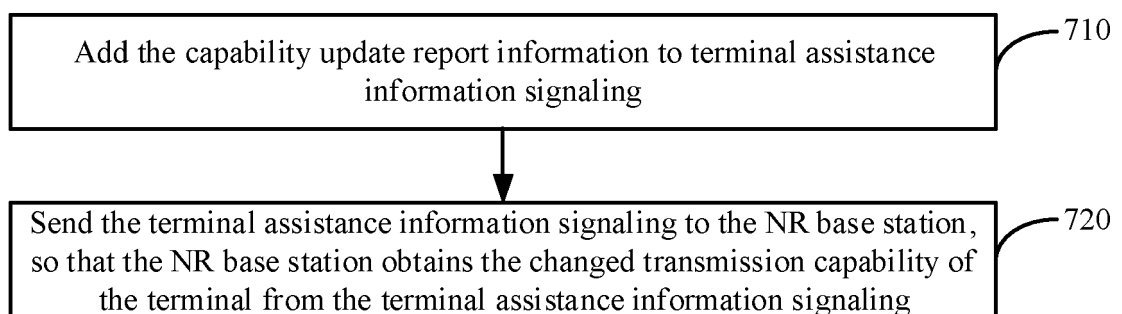 Add the capability update report information to terminal assistance
information signaling
710
Send the terminal assistance information signaling to the NR base station,
so that the NR base station obtains the changed transmission capability of
the terminal from the terminal assistance information signaling
720